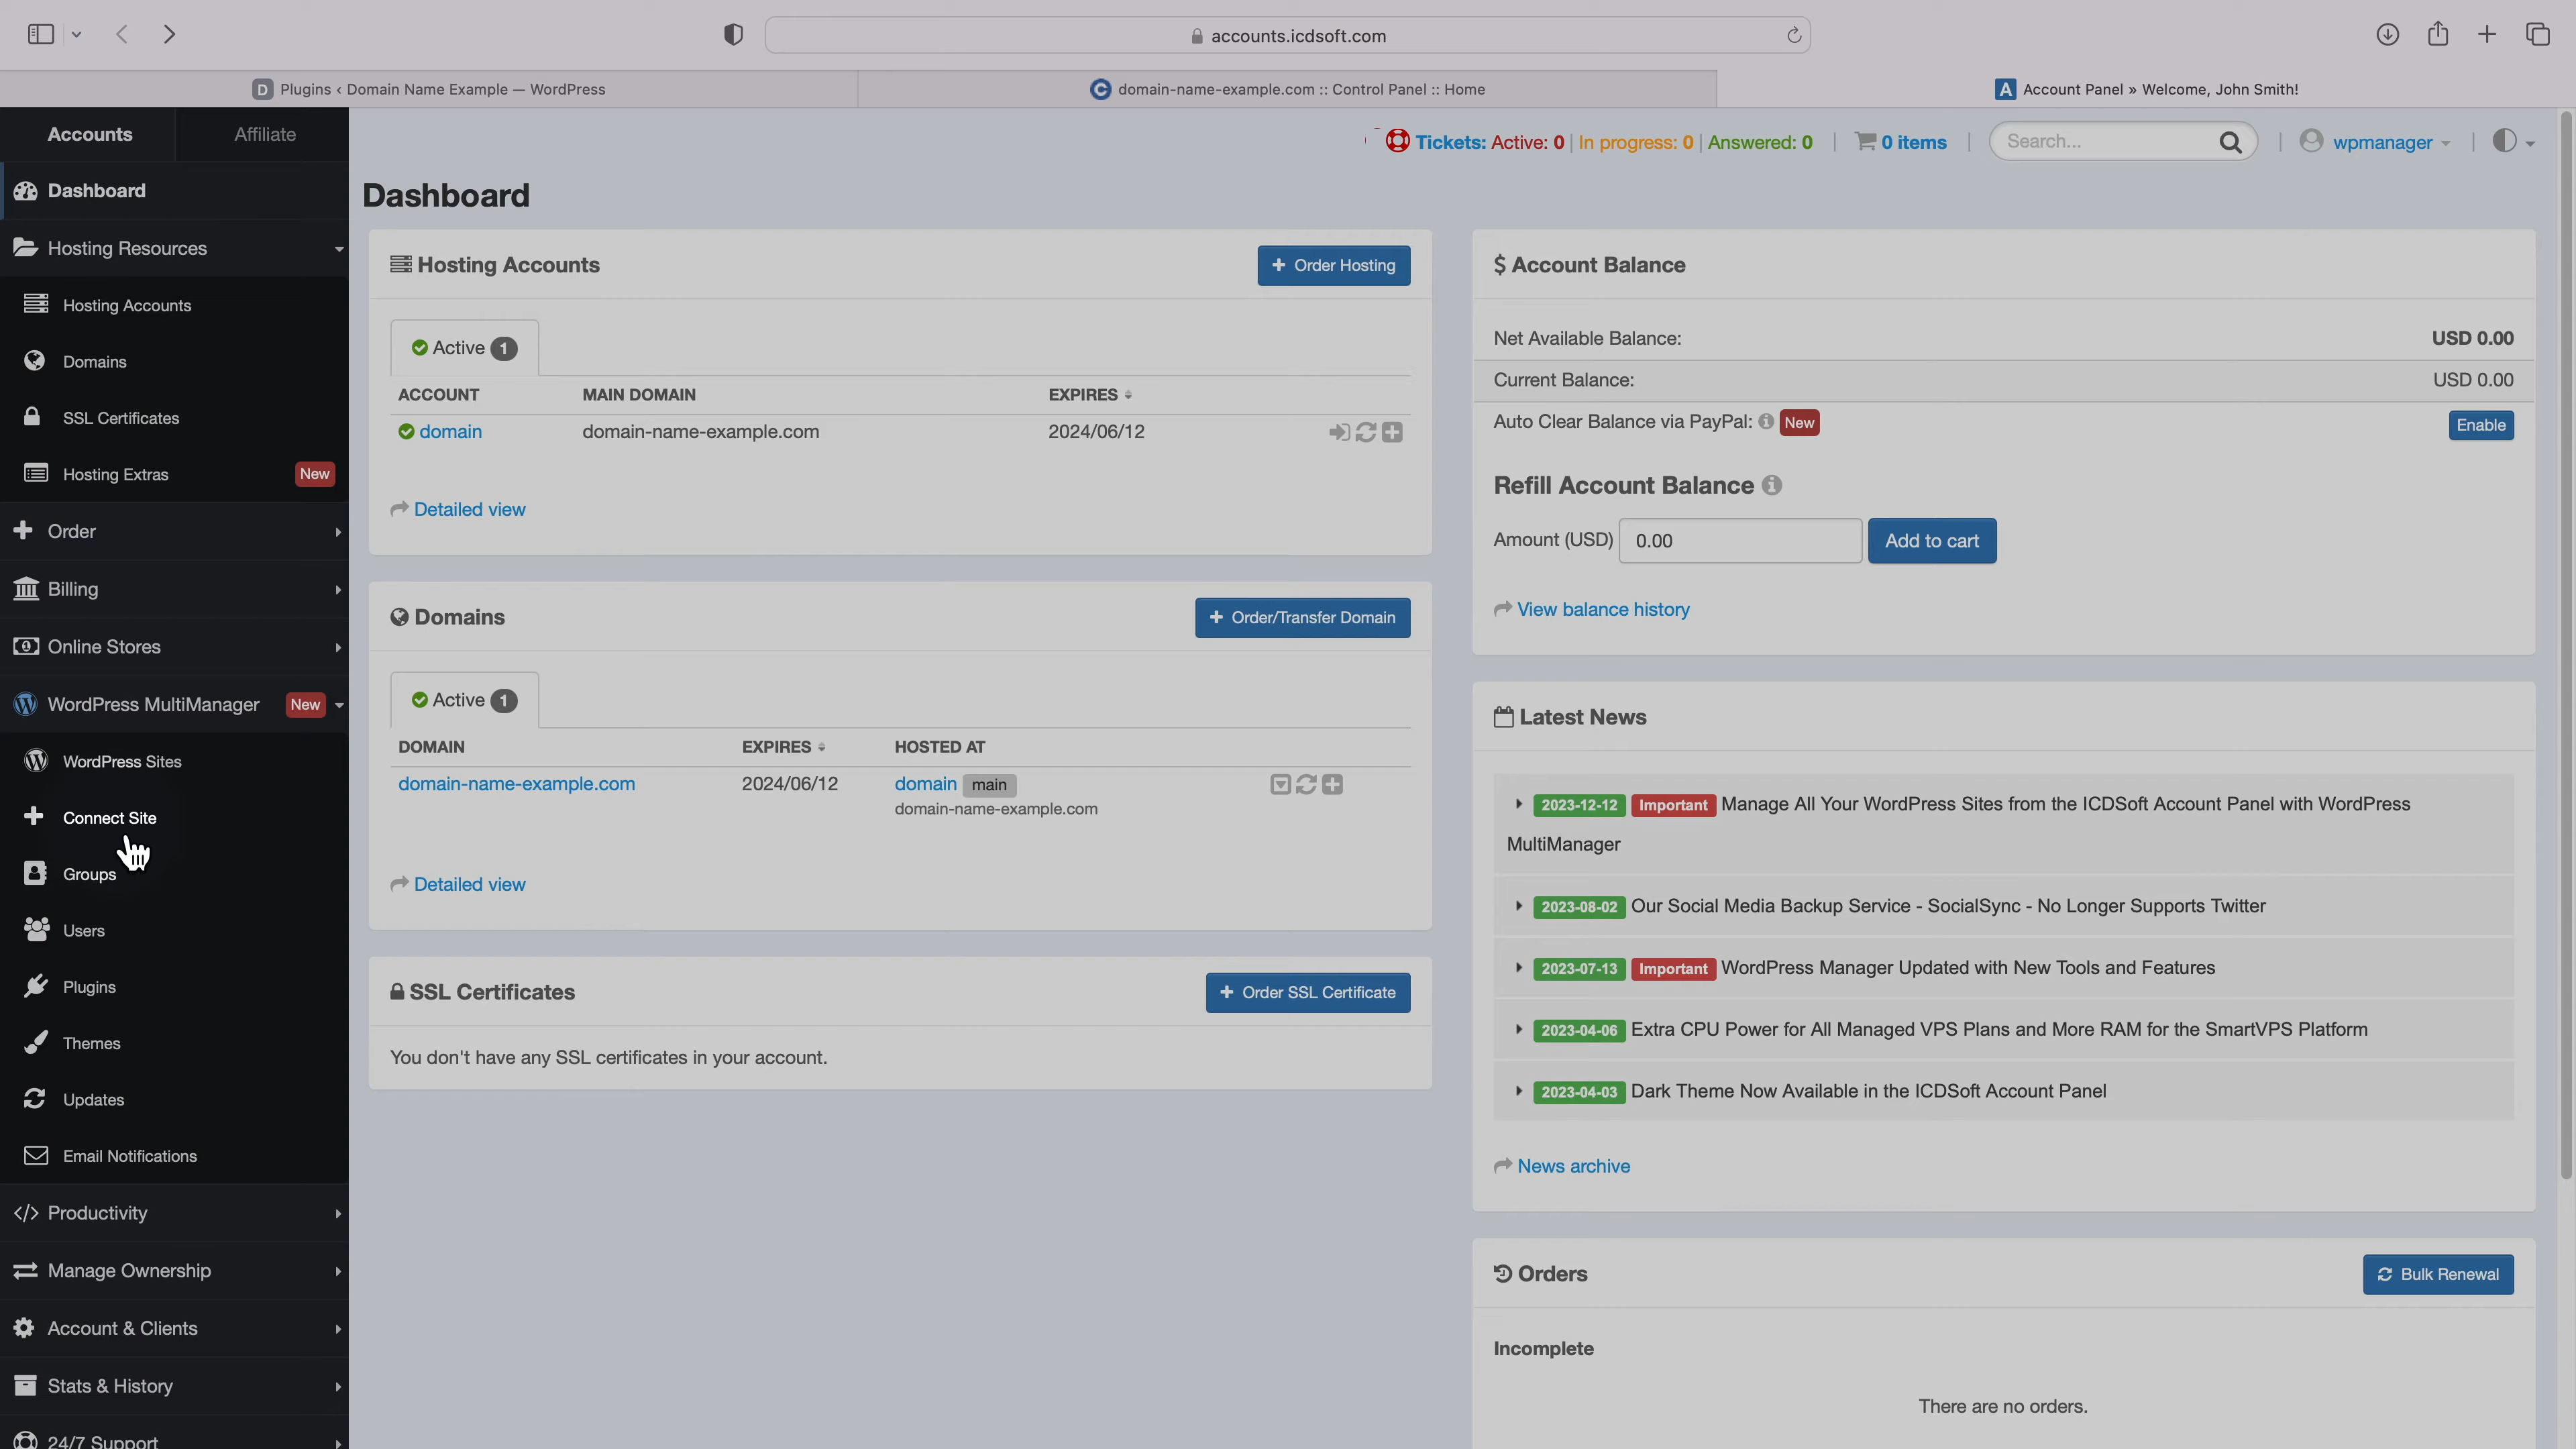 accounts.icdsoft.com
Plugins ‹ Domain Name Example — WordPress
domain-name-example.com :: Control Panel :: Home
Account Panel » Welcome, John Smith!
Accounts
Affiliate
Tickets: Active: 0 | In progress: 0 | Answered: 0
0 items
Search...
wpmanager
Dashboard
Hosting Resources
Hosting Accounts
Domains
SSL Certificates
Hosting Extras New
Order
Billing
Online Stores
WordPress MultiManager New
WordPress Sites
Connect Site
Groups
Users
Plugins
Themes
Updates
Email Notifications
Productivity
Manage Ownership
Account & Clients
Stats & History
24/7 Support
Dashboard
Hosting Accounts
Order Hosting
Active 1
ACCOUNT MAIN DOMAIN EXPIRES
domain domain-name-example.com 2024/06/12
Detailed view
Domains
Order/Transfer Domain
Active 1
DOMAIN EXPIRES HOSTED AT
domain-name-example.com 2024/06/12 domain main
domain-name-example.com
Detailed view
SSL Certificates
Order SSL Certificate
You don't have any SSL certificates in your account.
$ Account Balance
Net Available Balance: USD 0.00
Current Balance: USD 0.00
Auto Clear Balance via PayPal: New
Enable
Refill Account Balance
Amount (USD) 0.00 Add to cart
View balance history
Latest News
2023-12-12 Important Manage All Your WordPress Sites from the ICDSoft Account Panel with WordPress
MultiManager
2023-08-02 Our Social Media Backup Service - SocialSync - No Longer Supports Twitter
2023-07-13 Important WordPress Manager Updated with New Tools and Features
2023-04-06 Extra CPU Power for All Managed VPS Plans and More RAM for the SmartVPS Platform
2023-04-03 Dark Theme Now Available in the ICDSoft Account Panel
News archive
Orders
Bulk Renewal
Incomplete
There are no orders.